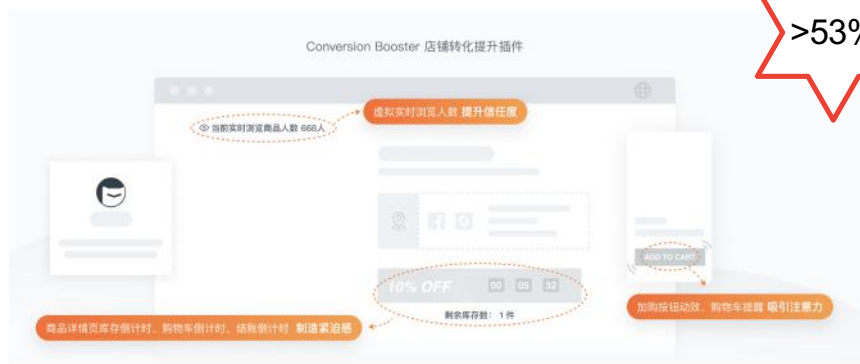 >53%
Conversion Booster 店铺转化提升插件
虚拟实时浏览人数 提升信任度
当前实时浏览商品人数 668人
ADD TO CART
10% OFF 00 05 32
加购按钮动效、购物车提醒 吸引注意力
剩余库存数：1 件
商品详情页库存倒计时、购物车倒计时、结账倒计时 制造紧迫感